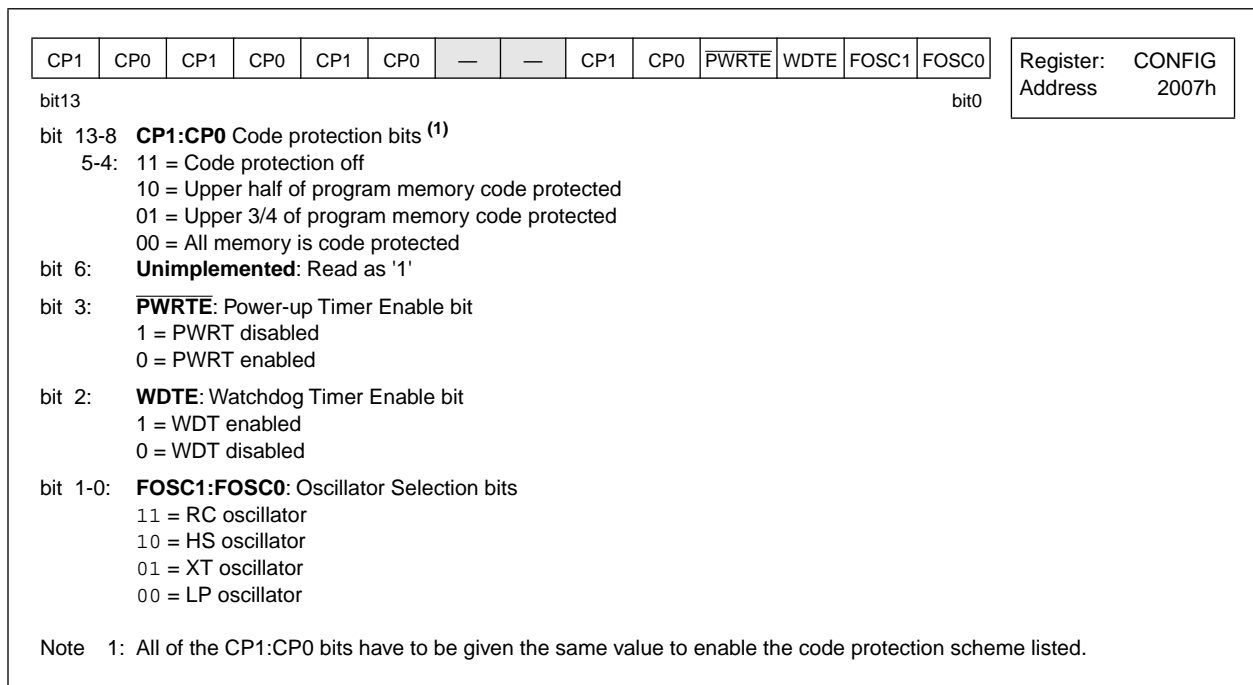 CP1 CP0 CP1 CP0 CP1 CP0 — — CP1 CP0 PWRTE WDTE FOSC1 FOSC0
bit13 bit0
Register: CONFIG
Address 2007h
bit 13-8 CP1:CP0 Code protection bits (1)
5-4: 11 = Code protection off
10 = Upper half of program memory code protected
01 = Upper 3/4 of program memory code protected
00 = All memory is code protected
bit 6: Unimplemented: Read as '1'
bit 3: PWRTE: Power-up Timer Enable bit
1 = PWRT disabled
0 = PWRT enabled
bit 2: WDTE: Watchdog Timer Enable bit
1 = WDT enabled
0 = WDT disabled
bit 1-0: FOSC1:FOSC0: Oscillator Selection bits
11 = RC oscillator
10 = HS oscillator
01 = XT oscillator
00 = LP oscillator
Note 1: All of the CP1:CP0 bits have to be given the same value to enable the code protection scheme listed.